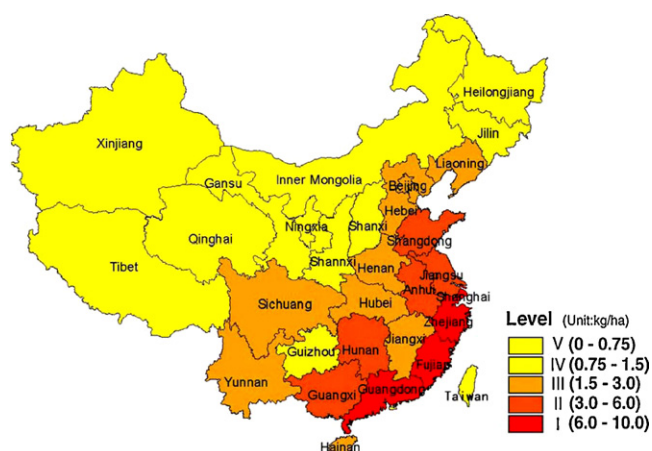 Heilongjiang
Jilin
Liaoning
Xinjiang
Gansu
Inner Mongolia
Beijing
Hebei
Ningxia
Shanxi
Shangdong
Qinghai
Tibet
Shannxi
Henan
Jiangsu
Anhui
Shenghai
Sichuang
Hubei
Zhejiang
Jiangxi
Guizhou
Hunan
Fujian
Yunnan
Guangxi
Guangdong
Taiwan
Hainan
Level (Unit:kg/ha)
V (0 - 0.75)
IV (0.75 - 1.5)
III (1.5 - 3.0)
II (3.0 - 6.0)
I (6.0 - 10.0)